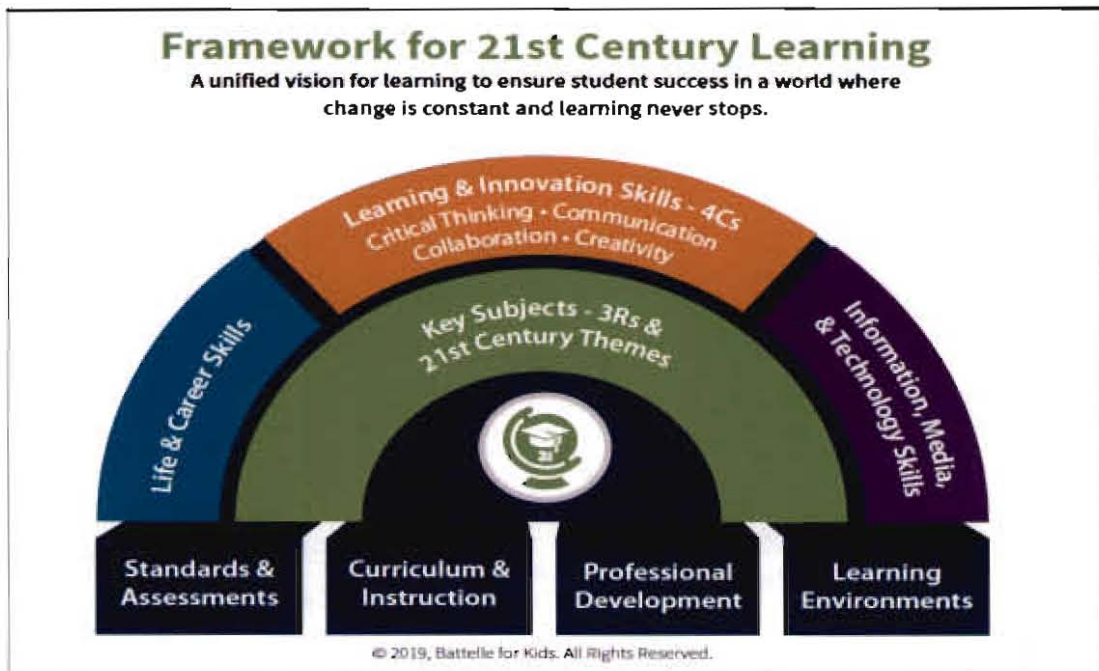 Framework for 21st Century Learning
A unified vision for learning to ensure student success in a world where
change is constant and learning never stops.
Learning & Innovation Skills - 4Cs
Critical Thinking • Communication
Collaboration • Creativity
Key Subjects - 3Rs &
21st Century Themes
Life & Career Skills
Information, Media,
& Technology Skills
21
Standards &
Assessments
Curriculum &
Instruction
Professional
Development
Learning
Environments
© 2019, Battelle for Kids. All Rights Reserved.